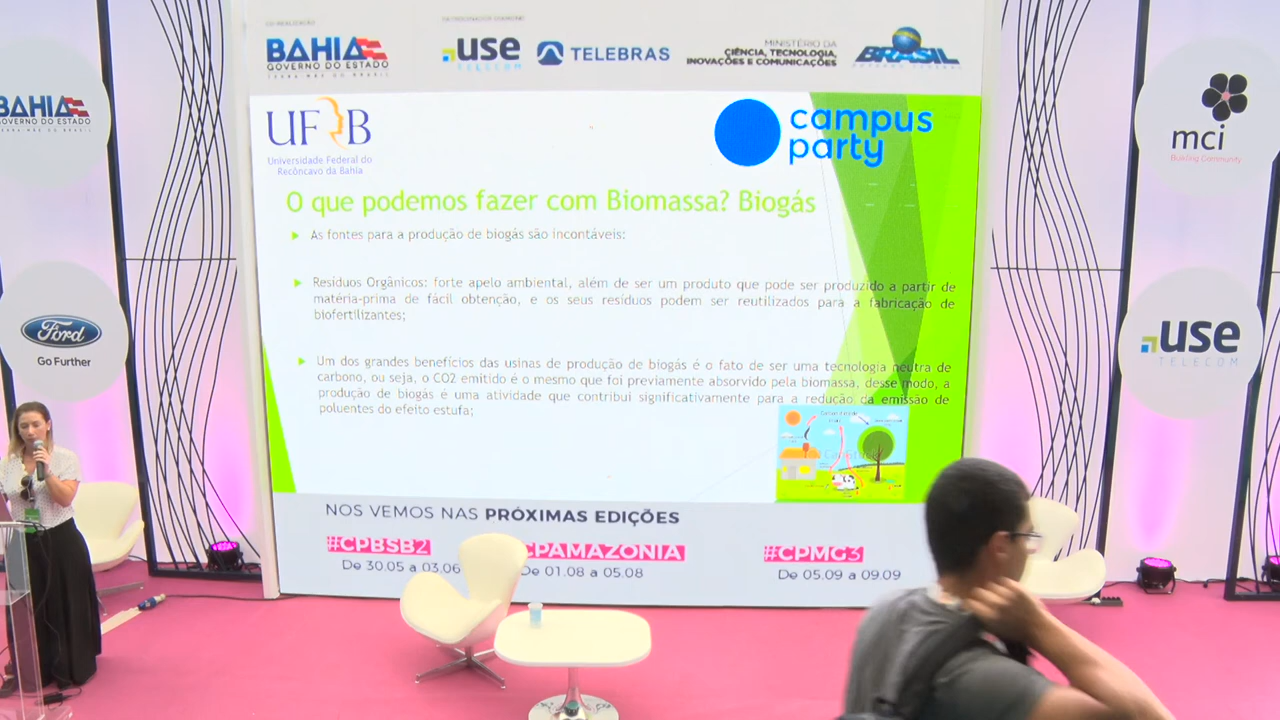 BAHIA
GOVERNO DO ESTADO
use
TELECOM
TELEBRAS
MINISTÉRIO DA
CIÊNCIA, TECNOLOGIA,
INOVAÇÕES E COMUNICAÇÕES
BRASIL
BAHIA
GOVERNO DO ESTADO
mci
Building Community
UFRB
Universidade Federal do
Recôncavo da Bahia
campus
party
O que podemos fazer com Biomassa? Biogás
As fontes para a produção de biogás são incontáveis:
Resíduos Orgânicos: forte apelo ambiental, além de ser um produto que pode ser produzido a partir de
matéria-prima de fácil obtenção, e os seus resíduos podem ser reutilizados para a fabricação de
biofertilizantes;
Um dos grandes benefícios das usinas de produção de biogás é o fato de ser uma tecnologia neutra de
carbono, ou seja, o CO2 emitido é o mesmo que foi previamente absorvido pela biomassa, desse modo, a
produção de biogás é uma atividade que contribui significativamente para a redução da emissão de
poluentes do efeito estufa;
Ford
Go Further
use
TELECOM
NOS VEMOS NAS PRÓXIMAS EDIÇÕES
#CPBSB2
CPAMAZONIA
#CPMG3
De 30.05 a 03.06
De 01.08 a 05.08
De 05.09 a 09.09